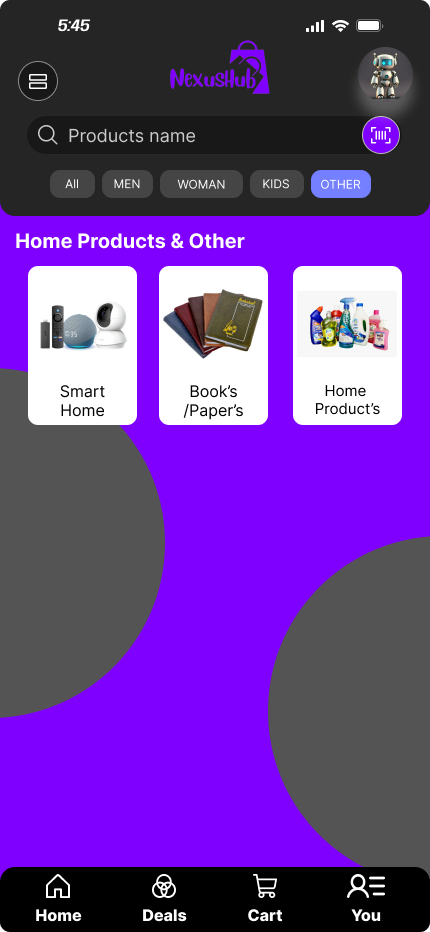 5:45
NexusHub
Products name
All MEN WOMAN KIDS OTHER
Home Products & Other
Smart Home
Book's /Paper's
Home Product's
Home Deals Cart You